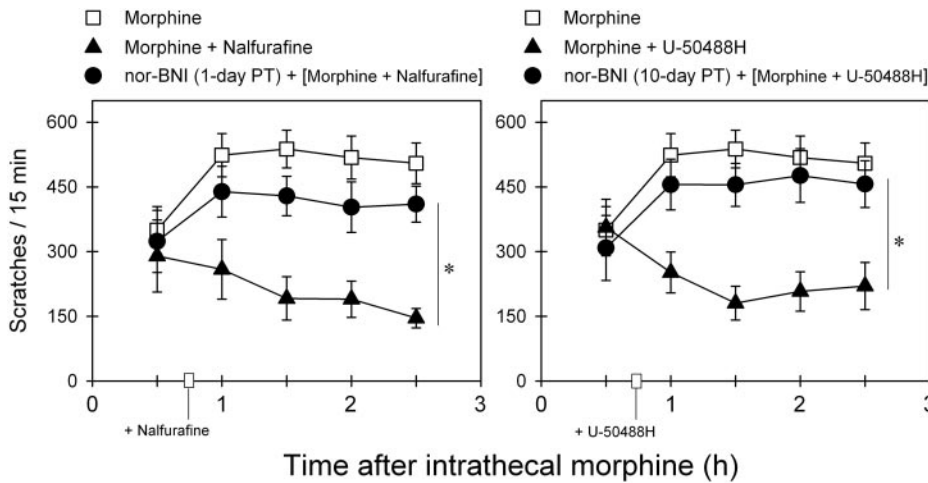 Morphine
Morphine + Nalfurafine
nor-BNI (1-day PT) + [Morphine + Nalfurafine]
Morphine
Morphine + U-50488H
nor-BNI (10-day PT) + [Morphine + U-50488H]
Scratches / 15 min
600
450
300
150
0
*
0
1
2
3
+ Nalfurafine
600
450
300
150
0
*
0
1
2
3
+ U-50488H
Time after intrathecal morphine (h)